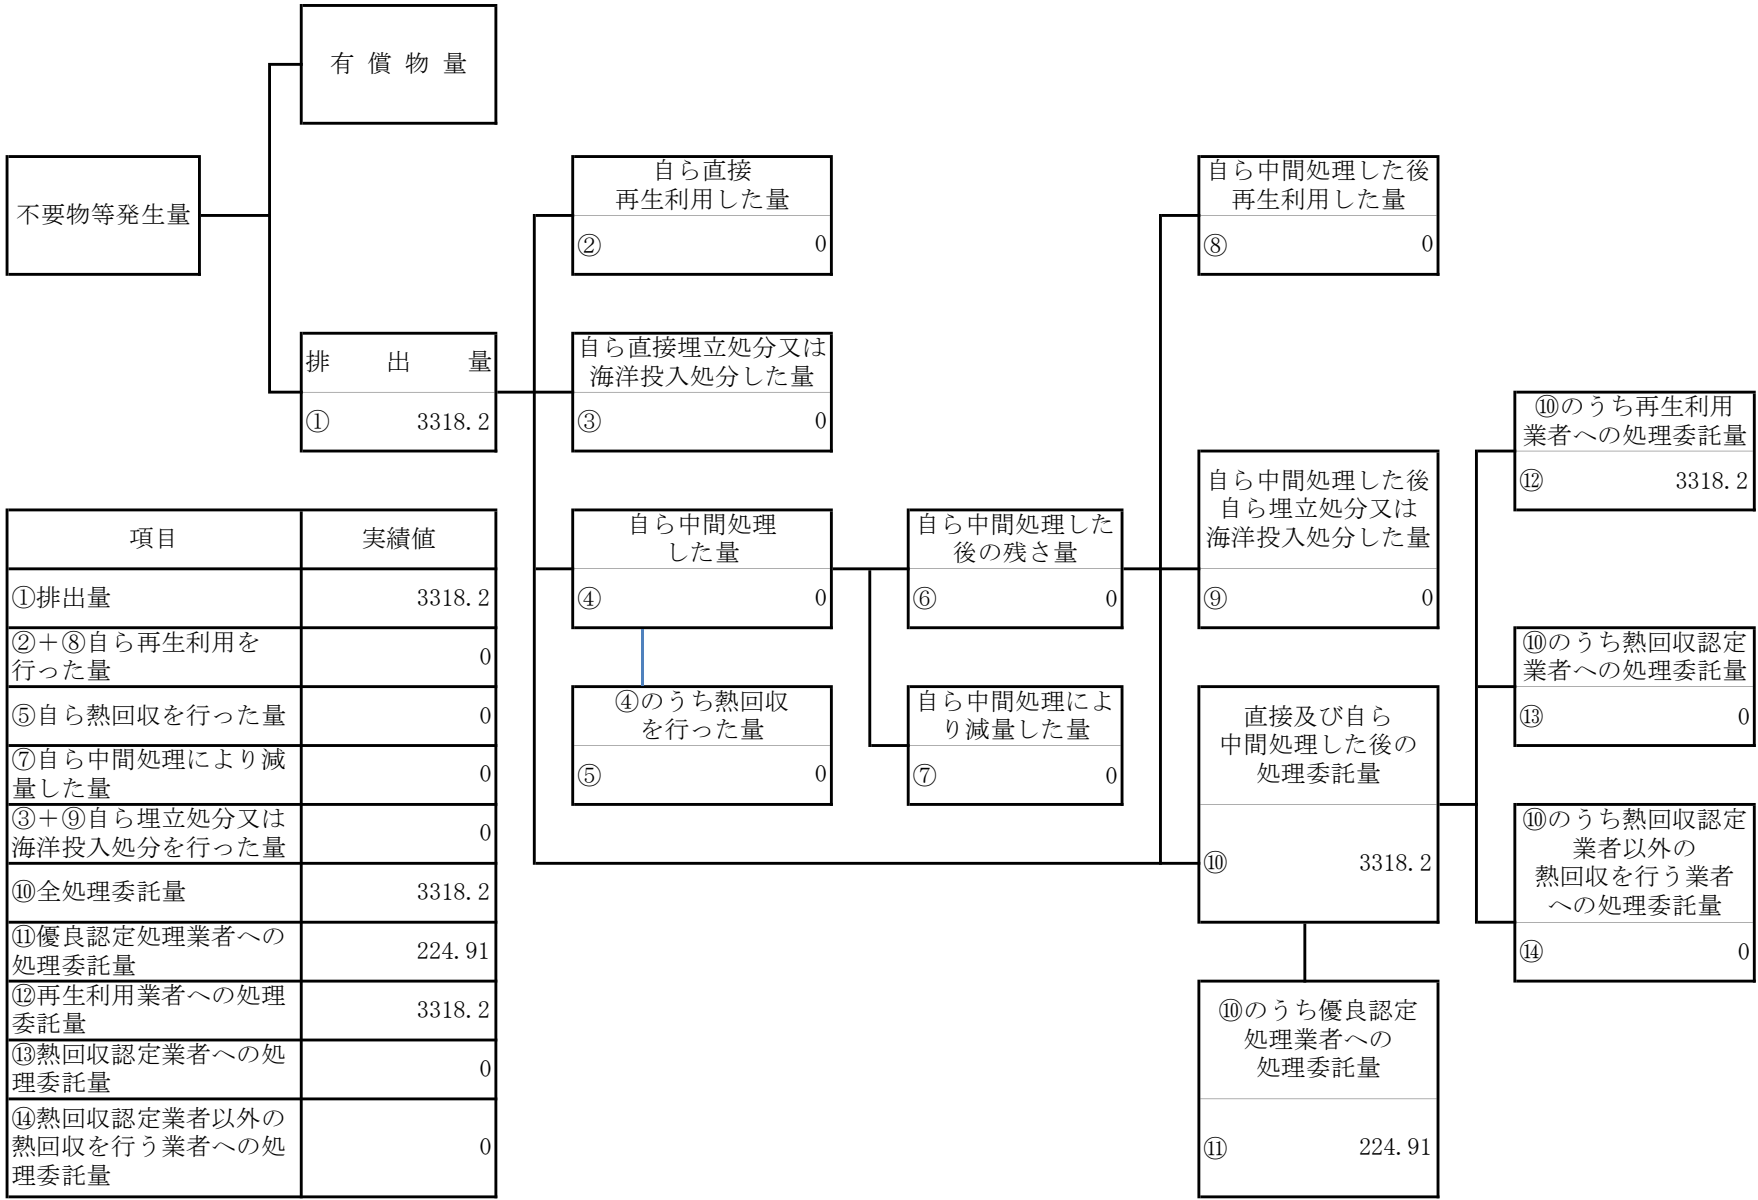 有 償 物 量
不要物等発生量
排 出 量
① 3318.2
自ら直接
再生利用した量
② 0
自ら直接埋立処分又は
海洋投入処分した量
③ 0
自ら中間処理
した量
④ 0
④のうち熱回収
を行った量
⑤ 0
自ら中間処理した
後の残さ量
⑥ 0
自ら中間処理によ
り減量した量
⑦ 0
自ら中間処理した後
再生利用した量
⑧ 0
自ら中間処理した後
自ら埋立処分又は
海洋投入処分した量
⑨ 0
直接及び自ら
中間処理した後の
処理委託量
⑩ 3318.2
⑩のうち優良認定
処理業者への
処理委託量
⑪ 224.91
⑩のうち再生利用
業者への処理委託量
⑫ 3318.2
⑩のうち熱回収認定
業者への処理委託量
⑬ 0
⑩のうち熱回収認定
業者以外の
熱回収を行う業者
への処理委託量
⑭ 0
項目 実績値
①排出量 3318.2
②+⑧自ら再生利用を
行った量 0
⑤自ら熱回収を行った量 0
⑦自ら中間処理により減
量した量 0
③+⑨自ら埋立処分又は
海洋投入処分を行った量 0
⑩全処理委託量 3318.2
⑪優良認定処理業者への
処理委託量 224.91
⑫再生利用業者への処理
委託量 3318.2
⑬熱回収認定業者への処
理委託量 0
⑭熱回収認定業者以外の
熱回収を行う業者への処
理委託量 0